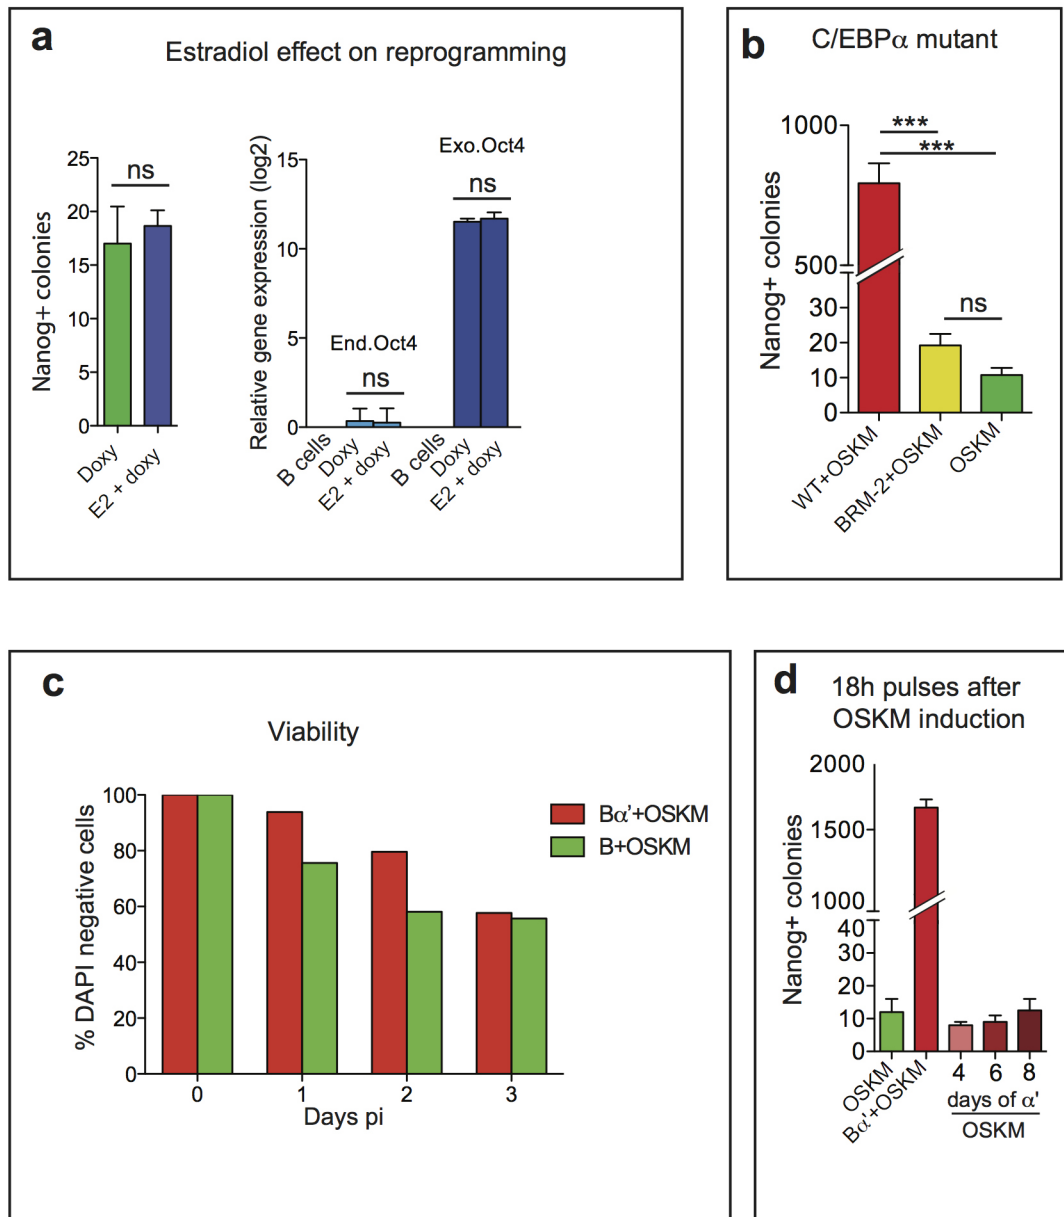 a
Estradiol effect on reprogramming
Nanog+ colonies
25
20
15
10
5
0
ns
Doxy
E2 + doxy
Relative gene expression (log2)
15
10
5
0
End.Oct4
ns
Exo.Oct4
ns
B cells
Doxy
E2 + doxy
B cells
Doxy
E2 + doxy
b
C/EBPα mutant
Nanog+ colonies
1000
500
30
20
10
0
***
***
ns
WT+OSKM
BRM-2+OSKM
OSKM
c
Viability
% DAPI negative cells
100
80
60
40
20
0
0
1
2
3
Days pi
Bα'+OSKM
B+OSKM
d
18h pulses after
OSKM induction
Nanog+ colonies
2000
1500
1000
40
30
20
10
0
OSKM
Bα'+OSKM
4 6 8
days of α'
OSKM